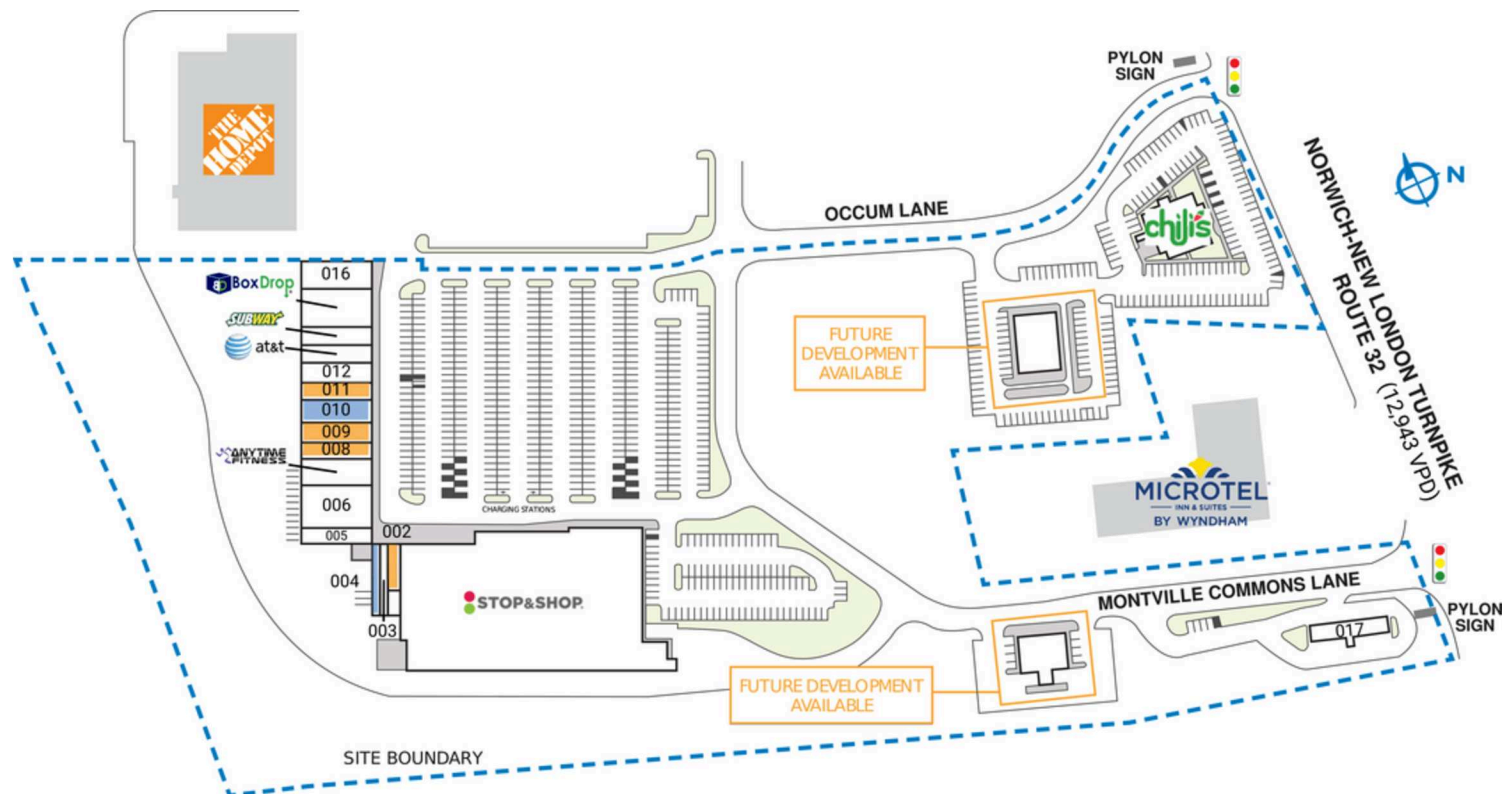 PYLON
SIGN
THE
HOME
DEPOT
NORWICH-NEW LONDON TURNPIKE
ROUTE 32 (12,943 VPD)
N
OCCUM LANE
chili's
BoxDrop
016
SUBWAY
at&t
012
011
010
009
008
ANYTIME
FITNESS
006
005
002
004
003
CHARGING STATIONS
STOP&SHOP.
FUTURE
DEVELOPMENT
AVAILABLE
MICROTEL
INN & SUITES
BY WYNDHAM
MONTVILLE COMMONS LANE
PYLON
SIGN
017
FUTURE DEVELOPMENT
AVAILABLE
SITE BOUNDARY